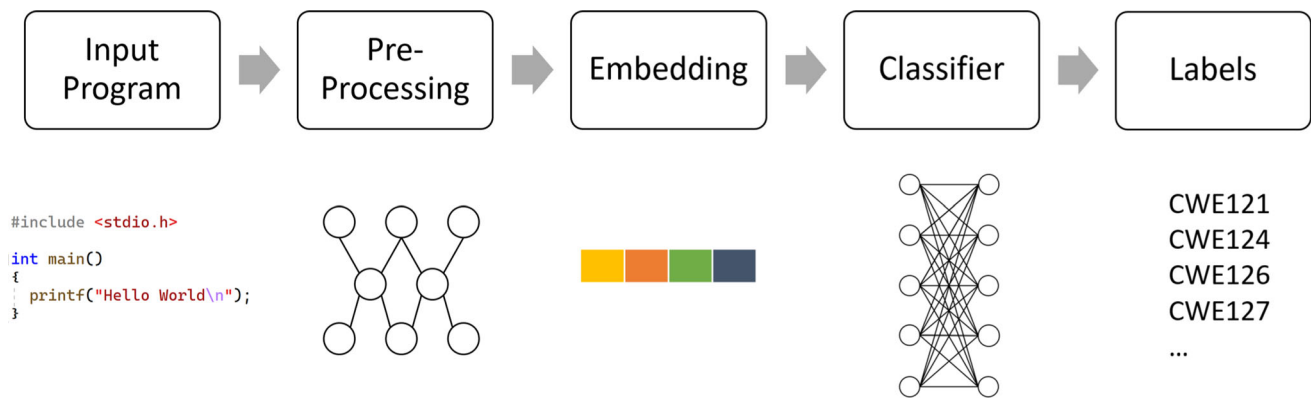 Input
Program
Pre-
Processing
Embedding
Classifier
Labels
#include <stdio.h>
int main()
{
printf("Hello World\n");
}
CWE121
CWE124
CWE126
CWE127
...